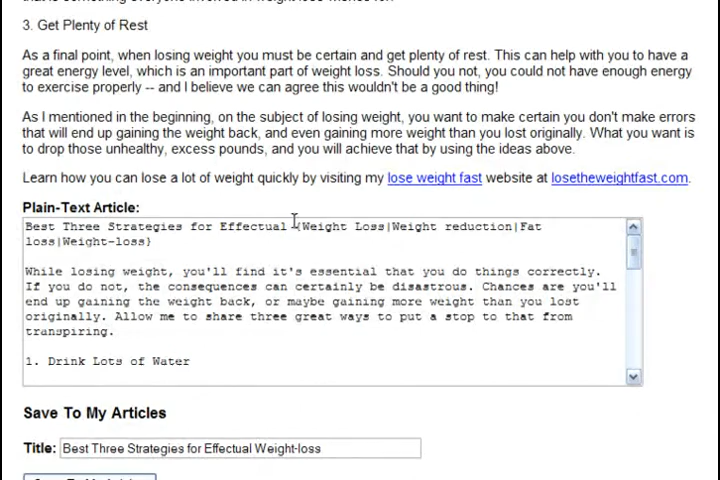 3. Get Plenty of Rest
As a final point, when losing weight you must be certain and get plenty of rest. This can help with you to have a
great energy level, which is an important part of weight loss. Should you not, you could not have enough energy
to exercise properly -- and I believe we can agree this wouldn't be a good thing!
As I mentioned in the beginning, on the subject of losing weight, you want to make certain you don't make errors
that will end up gaining the weight back, and even gaining more weight than you lost originally. What you want is
to drop those unhealthy, excess pounds, and you will achieve that by using the ideas above.
Learn how you can lose a lot of weight quickly by visiting my lose weight fast website at losetheweightfast.com.
Plain-Text Article:
Best Three Strategies for Effectual {Weight Loss|Weight reduction|Fat
loss|Weight-loss}
While losing weight, you'll find it's essential that you do things correctly.
If you do not, the consequences can certainly be disastrous. Chances are you'll
end up gaining the weight back, or maybe gaining more weight than you lost
originally. Allow me to share three great ways to put a stop to that from
transpiring.
1. Drink Lots of Water
Save To My Articles
Title: Best Three Strategies for Effectual Weight-loss